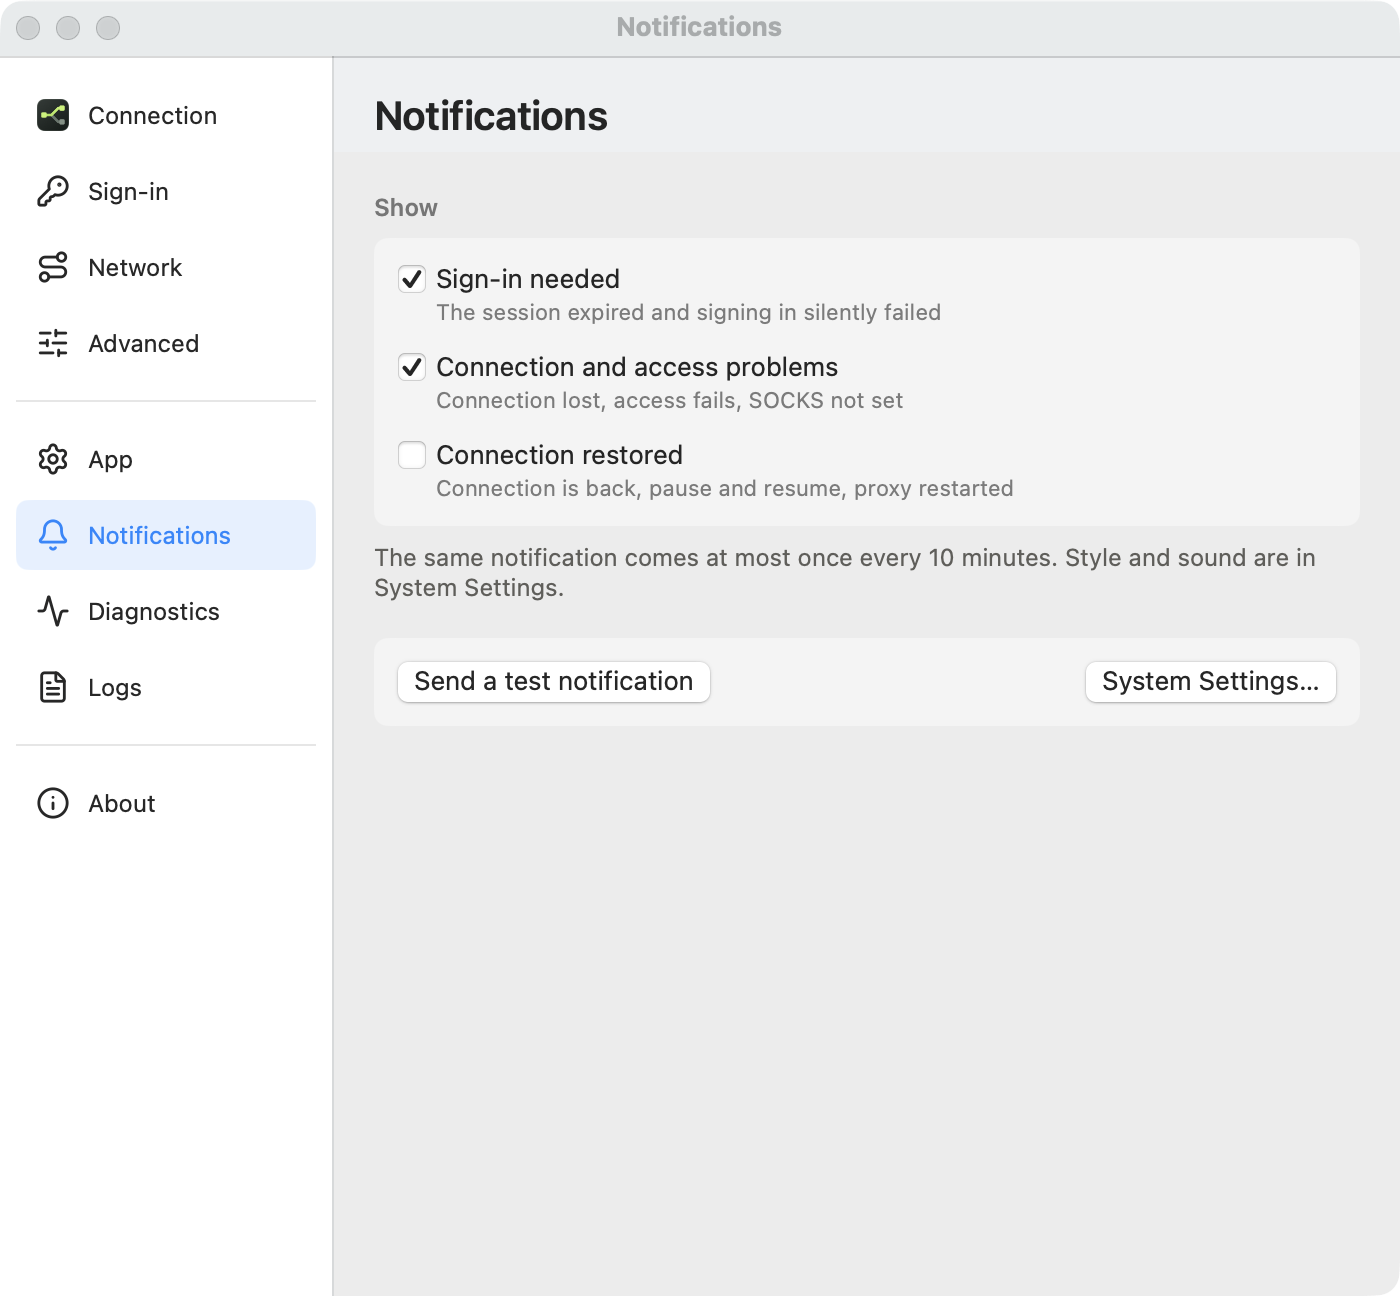 Notifications
Connection
Sign-in
Network
Advanced
App
Notifications
Diagnostics
Logs
About
Notifications
Show
Sign-in needed
The session expired and signing in silently failed
Connection and access problems
Connection lost, access fails, SOCKS not set
Connection restored
Connection is back, pause and resume, proxy restarted
The same notification comes at most once every 10 minutes. Style and sound are in
System Settings.
Send a test notification
System Settings...